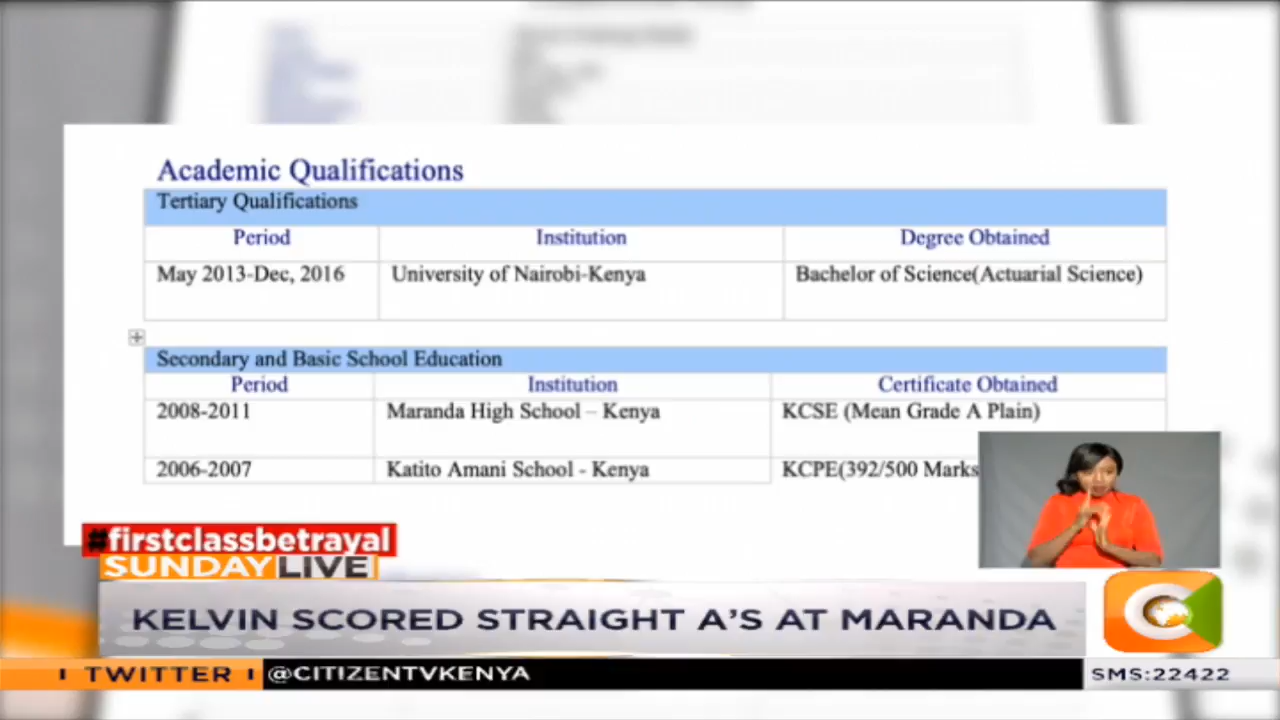 Academic Qualifications
Tertiary Qualifications
Period Institution Degree Obtained
May 2013-Dec, 2016 University of Nairobi-Kenya Bachelor of Science(Actuarial Science)
Secondary and Basic School Education
Period Institution Certificate Obtained
2008-2011 Maranda High School – Kenya KCSE (Mean Grade A Plain)
2006-2007 Katito Amani School - Kenya KCPE(392/500 Marks
#firstclassbetrayal
SUNDAY LIVE
KELVIN SCORED STRAIGHT A'S AT MARANDA
TWITTER @CITIZENTVKENYA SMS:22422